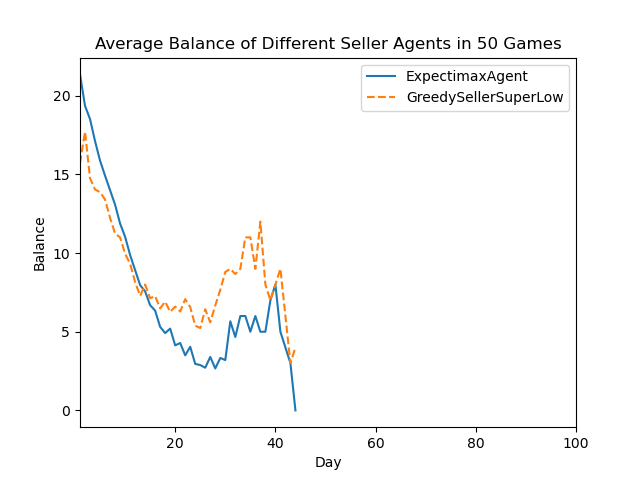 Average Balance of Different Seller Agents in 50 Games
ExpectimaxAgent
GreedySellerSuperLow
Balance
20
15
10
5
0
20 40 60 80 100
Day